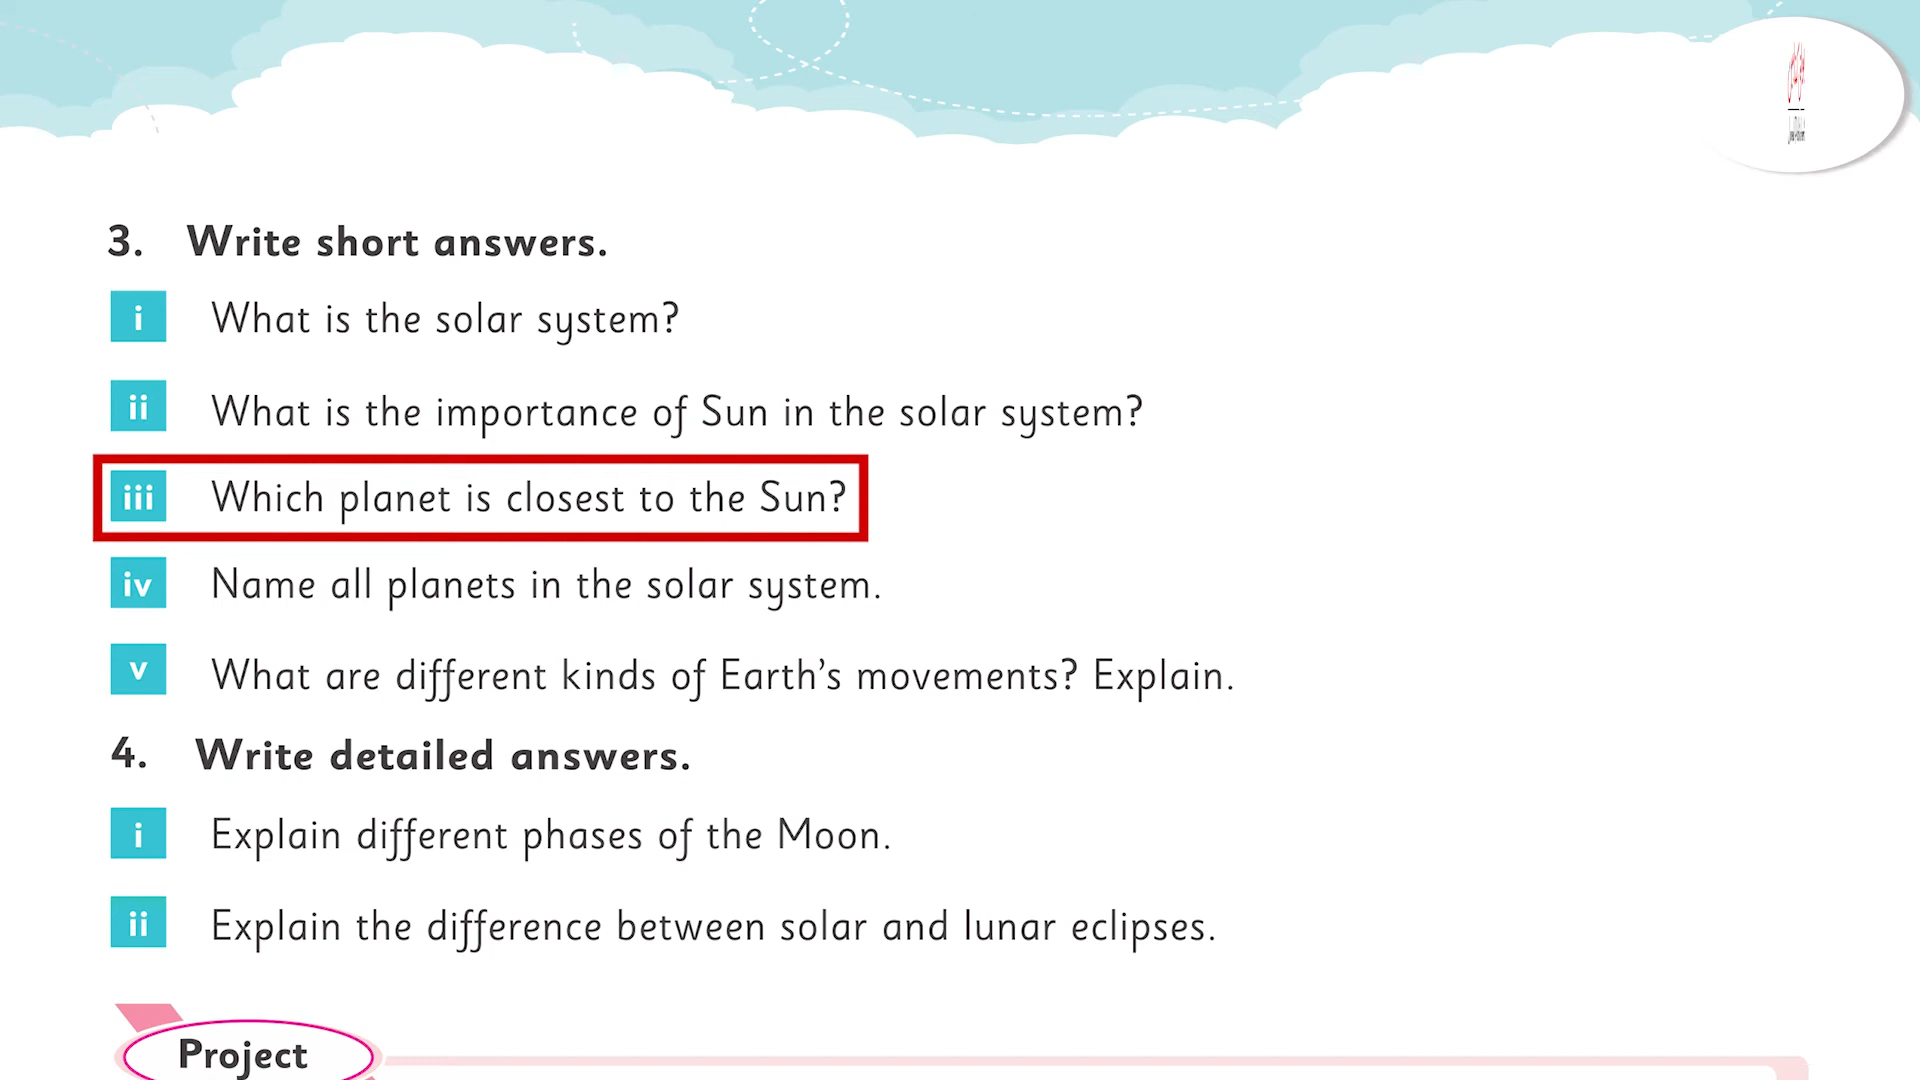 3. Write short answers.
i What is the solar system?
ii What is the importance of Sun in the solar system?
iii Which planet is closest to the Sun?
iv Name all planets in the solar system.
v What are different kinds of Earth's movements? Explain.
4. Write detailed answers.
i Explain different phases of the Moon.
ii Explain the difference between solar and lunar eclipses.
Project